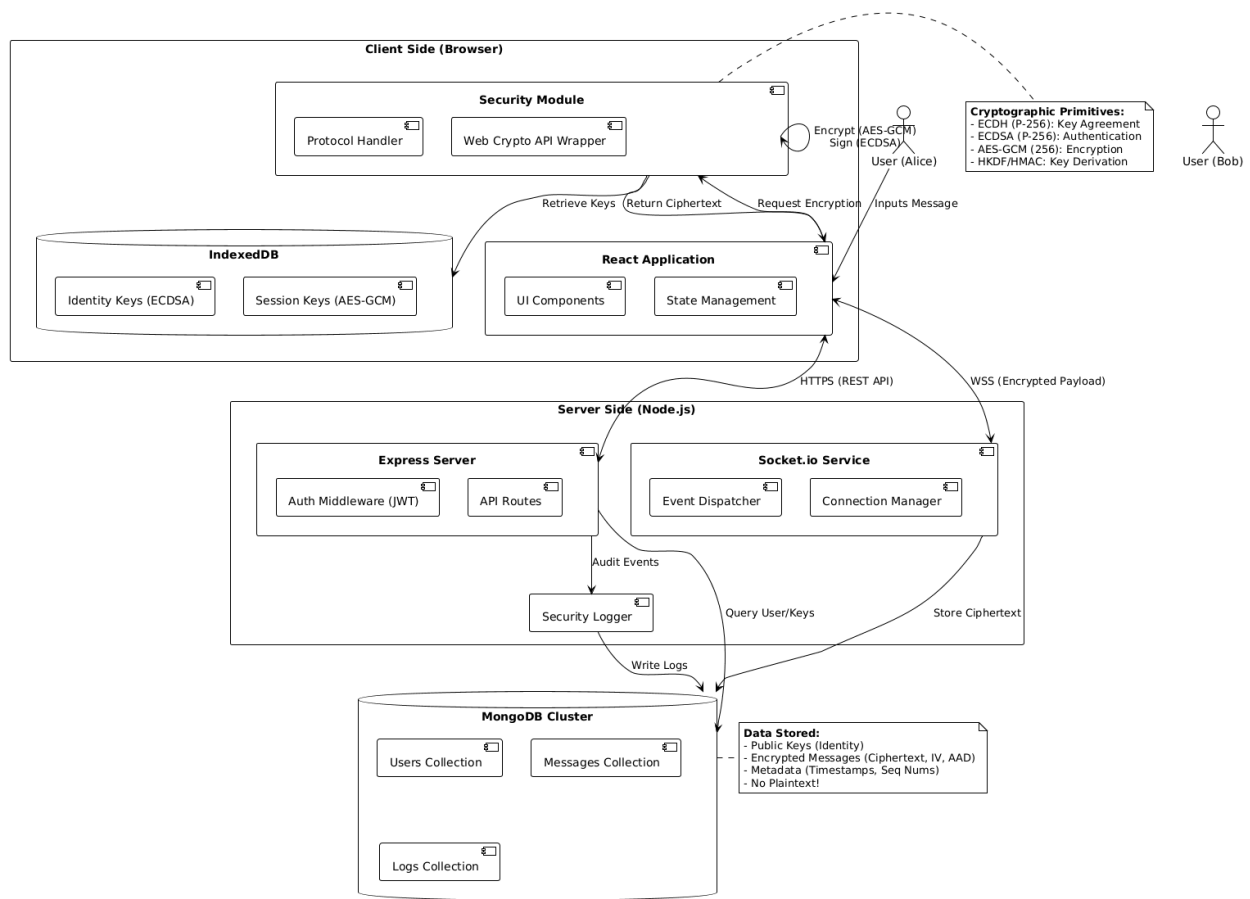 Client Side (Browser)
Security Module
Protocol Handler
Web Crypto API Wrapper
Encrypt (AES-GCM)
Sign (ECDSA)
User (Alice)
Cryptographic Primitives:
- ECDH (P-256): Key Agreement
- ECDSA (P-256): Authentication
- AES-GCM (256): Encryption
- HKDF/HMAC: Key Derivation
User (Bob)
Retrieve Keys
Return Ciphertext
Request Encryption
Inputs Message
IndexedDB
Identity Keys (ECDSA)
Session Keys (AES-GCM)
React Application
UI Components
State Management
HTTPS (REST API)
WSS (Encrypted Payload)
Server Side (Node.js)
Express Server
Auth Middleware (JWT)
API Routes
Socket.io Service
Event Dispatcher
Connection Manager
Audit Events
Security Logger
Query User/Keys
Store Ciphertext
Write Logs
MongoDB Cluster
Users Collection
Messages Collection
Logs Collection
Data Stored:
- Public Keys (Identity)
- Encrypted Messages (Ciphertext, IV, AAD)
- Metadata (Timestamps, Seq Nums)
- No Plaintext!